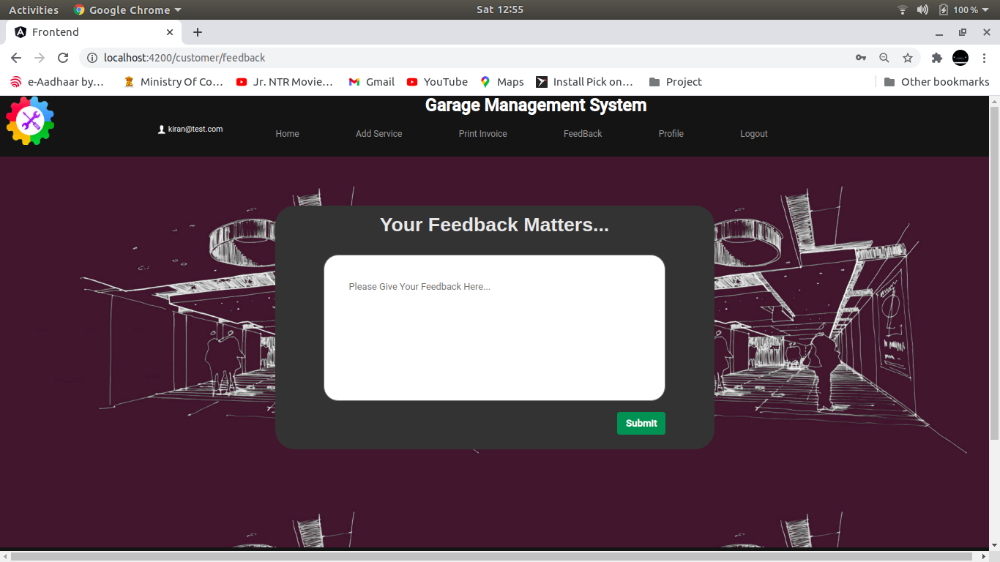 Activities Google Chrome Sat 12:55 100%
Frontend
localhost:4200/customer/feedback
e-Aadhaar by... Ministry Of Co... Jr. NTR Movie... Gmail YouTube Maps Install Pick on... Project Other bookmarks
Garage Management System
kiran@test.com Home Add Service Print Invoice FeedBack Profile Logout
Your Feedback Matters...
Please Give Your Feedback Here...
Submit